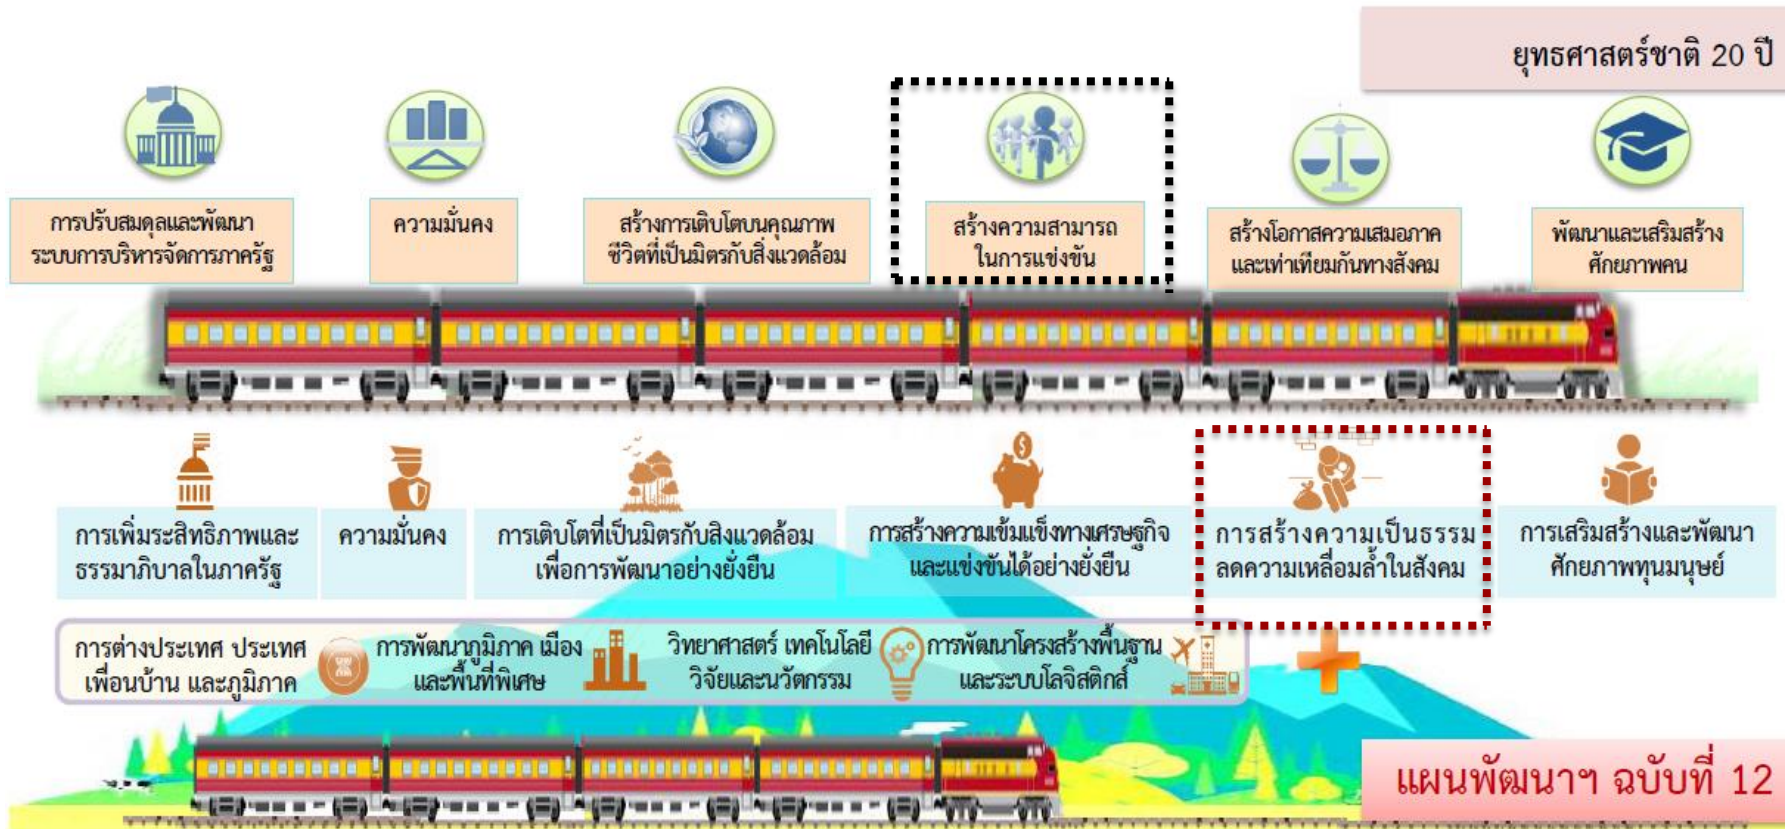 ยุทธศาสตร์ชาติ 20 ปี
การปรับสมดุลและพัฒนา
ระบบการบริหารจัดการภาครัฐ
ความมั่นคง
สร้างการเติบโตบนคุณภาพ
ชีวิตที่เป็นมิตรกับสิ่งแวดล้อม
สร้างความสามารถ
ในการแข่งขัน
สร้างโอกาสความเสมอภาค
และเท่าเทียมกันทางสังคม
พัฒนาและเสริมสร้าง
ศักยภาพคน
การเพิ่มระสิทธิภาพและ
ธรรมาภิบาลในภาครัฐ
ความมั่นคง
การเติบโตที่เป็นมิตรกับสิ่งแวดล้อม
เพื่อการพัฒนาอย่างยั่งยืน
การสร้างความเข้มแข็งทางเศรษฐกิจ
และแข่งขันได้อย่างยั่งยืน
การสร้างความเป็นธรรม
ลดความเหลื่อมล้ำในสังคม
การเสริมสร้างและพัฒนา
ศักยภาพทุนมนุษย์
การต่างประเทศ ประเทศ
เพื่อนบ้าน และภูมิภาค
การพัฒนาภูมิภาค เมือง
และพื้นที่พิเศษ
วิทยาศาสตร์ เทคโนโลยี
วิจัยและนวัตกรรม
การพัฒนาโครงสร้างพื้นฐาน
และระบบโลจิสติกส์
แผนพัฒนาฯ ฉบับที่ 12